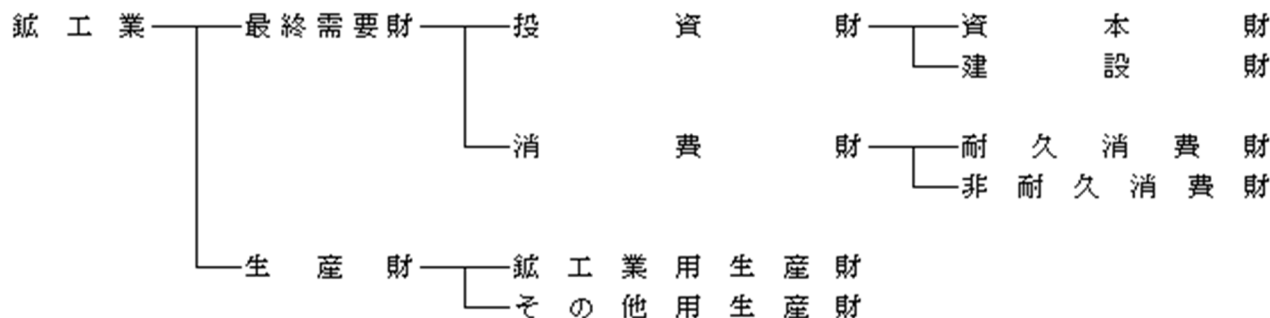 鉱工業 最終需要財 投資財 資本財
建設財
消費財 耐久消費財
非耐久消費財
生産財 鉱工業用生産財
その他用生産財